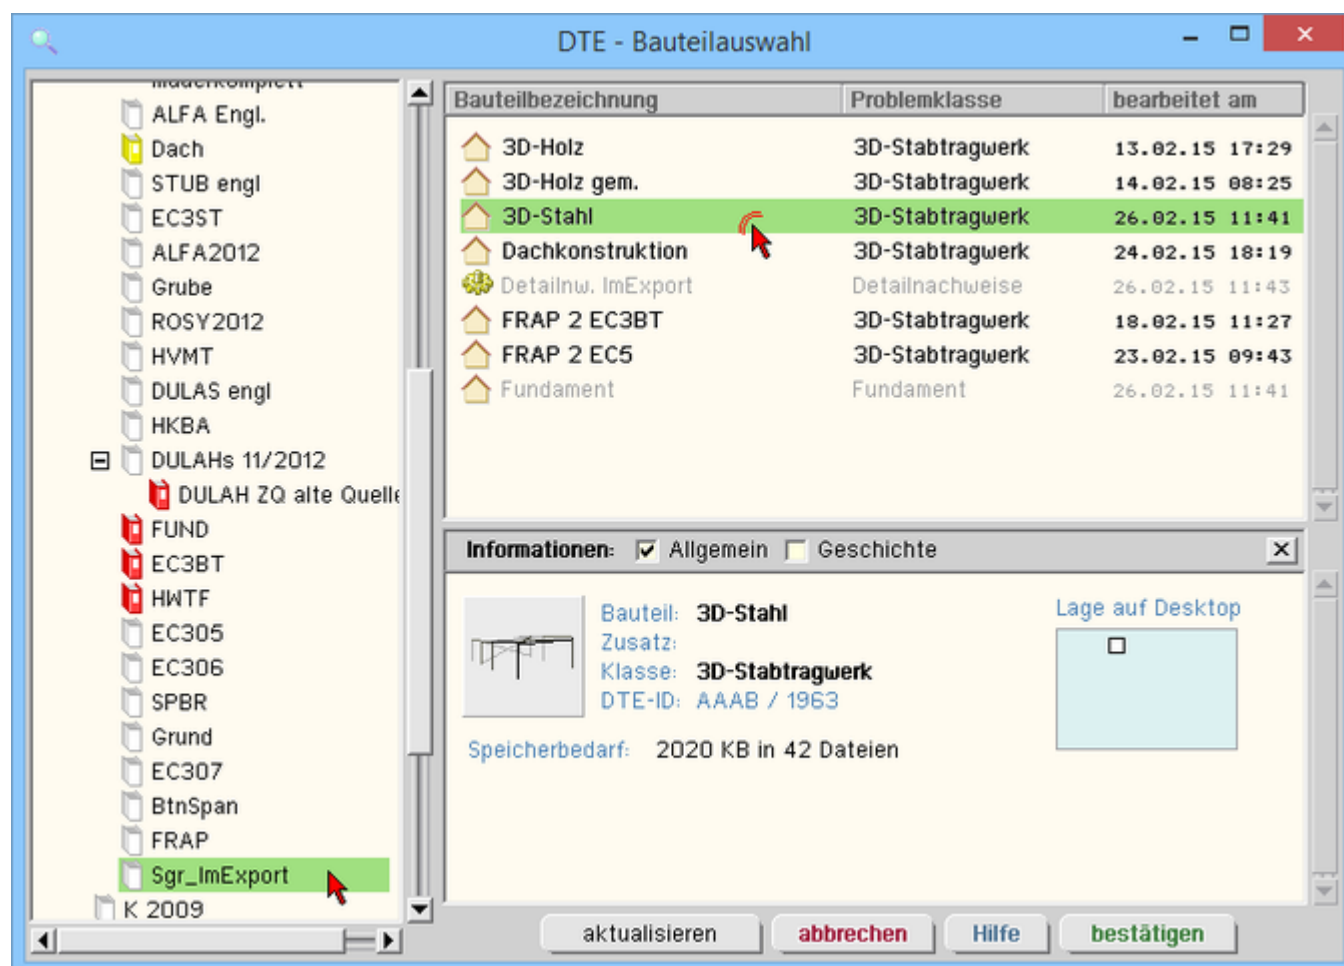 DTE - Bauteilauswahl
ALFA Engl.
Dach
STUB engl
EC3ST
ALFA2012
Grube
ROSY2012
HVMT
DULAS engl
HKBA
DULAHs 11/2012
DULAH ZQ alte Quelle
FUND
EC3BT
HWTF
EC305
EC306
SPBR
Grund
EC307
BtnSpan
FRAP
Sgr_ImExport
K 2009
Bauteilbezeichnung Problemklasse bearbeitet am
3D-Holz 3D-Stabtragwerk 13.02.15 17:29
3D-Holz gem. 3D-Stabtragwerk 14.02.15 08:25
3D-Stahl 3D-Stabtragwerk 26.02.15 11:41
Dachkonstruktion 3D-Stabtragwerk 24.02.15 18:19
Detailnw. ImExport Detailnachweise 26.02.15 11:43
FRAP 2 EC3BT 3D-Stabtragwerk 18.02.15 11:27
FRAP 2 EC5 3D-Stabtragwerk 23.02.15 09:43
Fundament Fundament 26.02.15 11:41
Informationen: Allgemein Geschichte
Bauteil: 3D-Stahl
Zusatz:
Klasse: 3D-Stabtragwerk
DTE-ID: AAAB / 1963
Lage auf Desktop
Speicherbedarf: 2020 KB in 42 Dateien
aktualisieren abbrechen Hilfe bestätigen